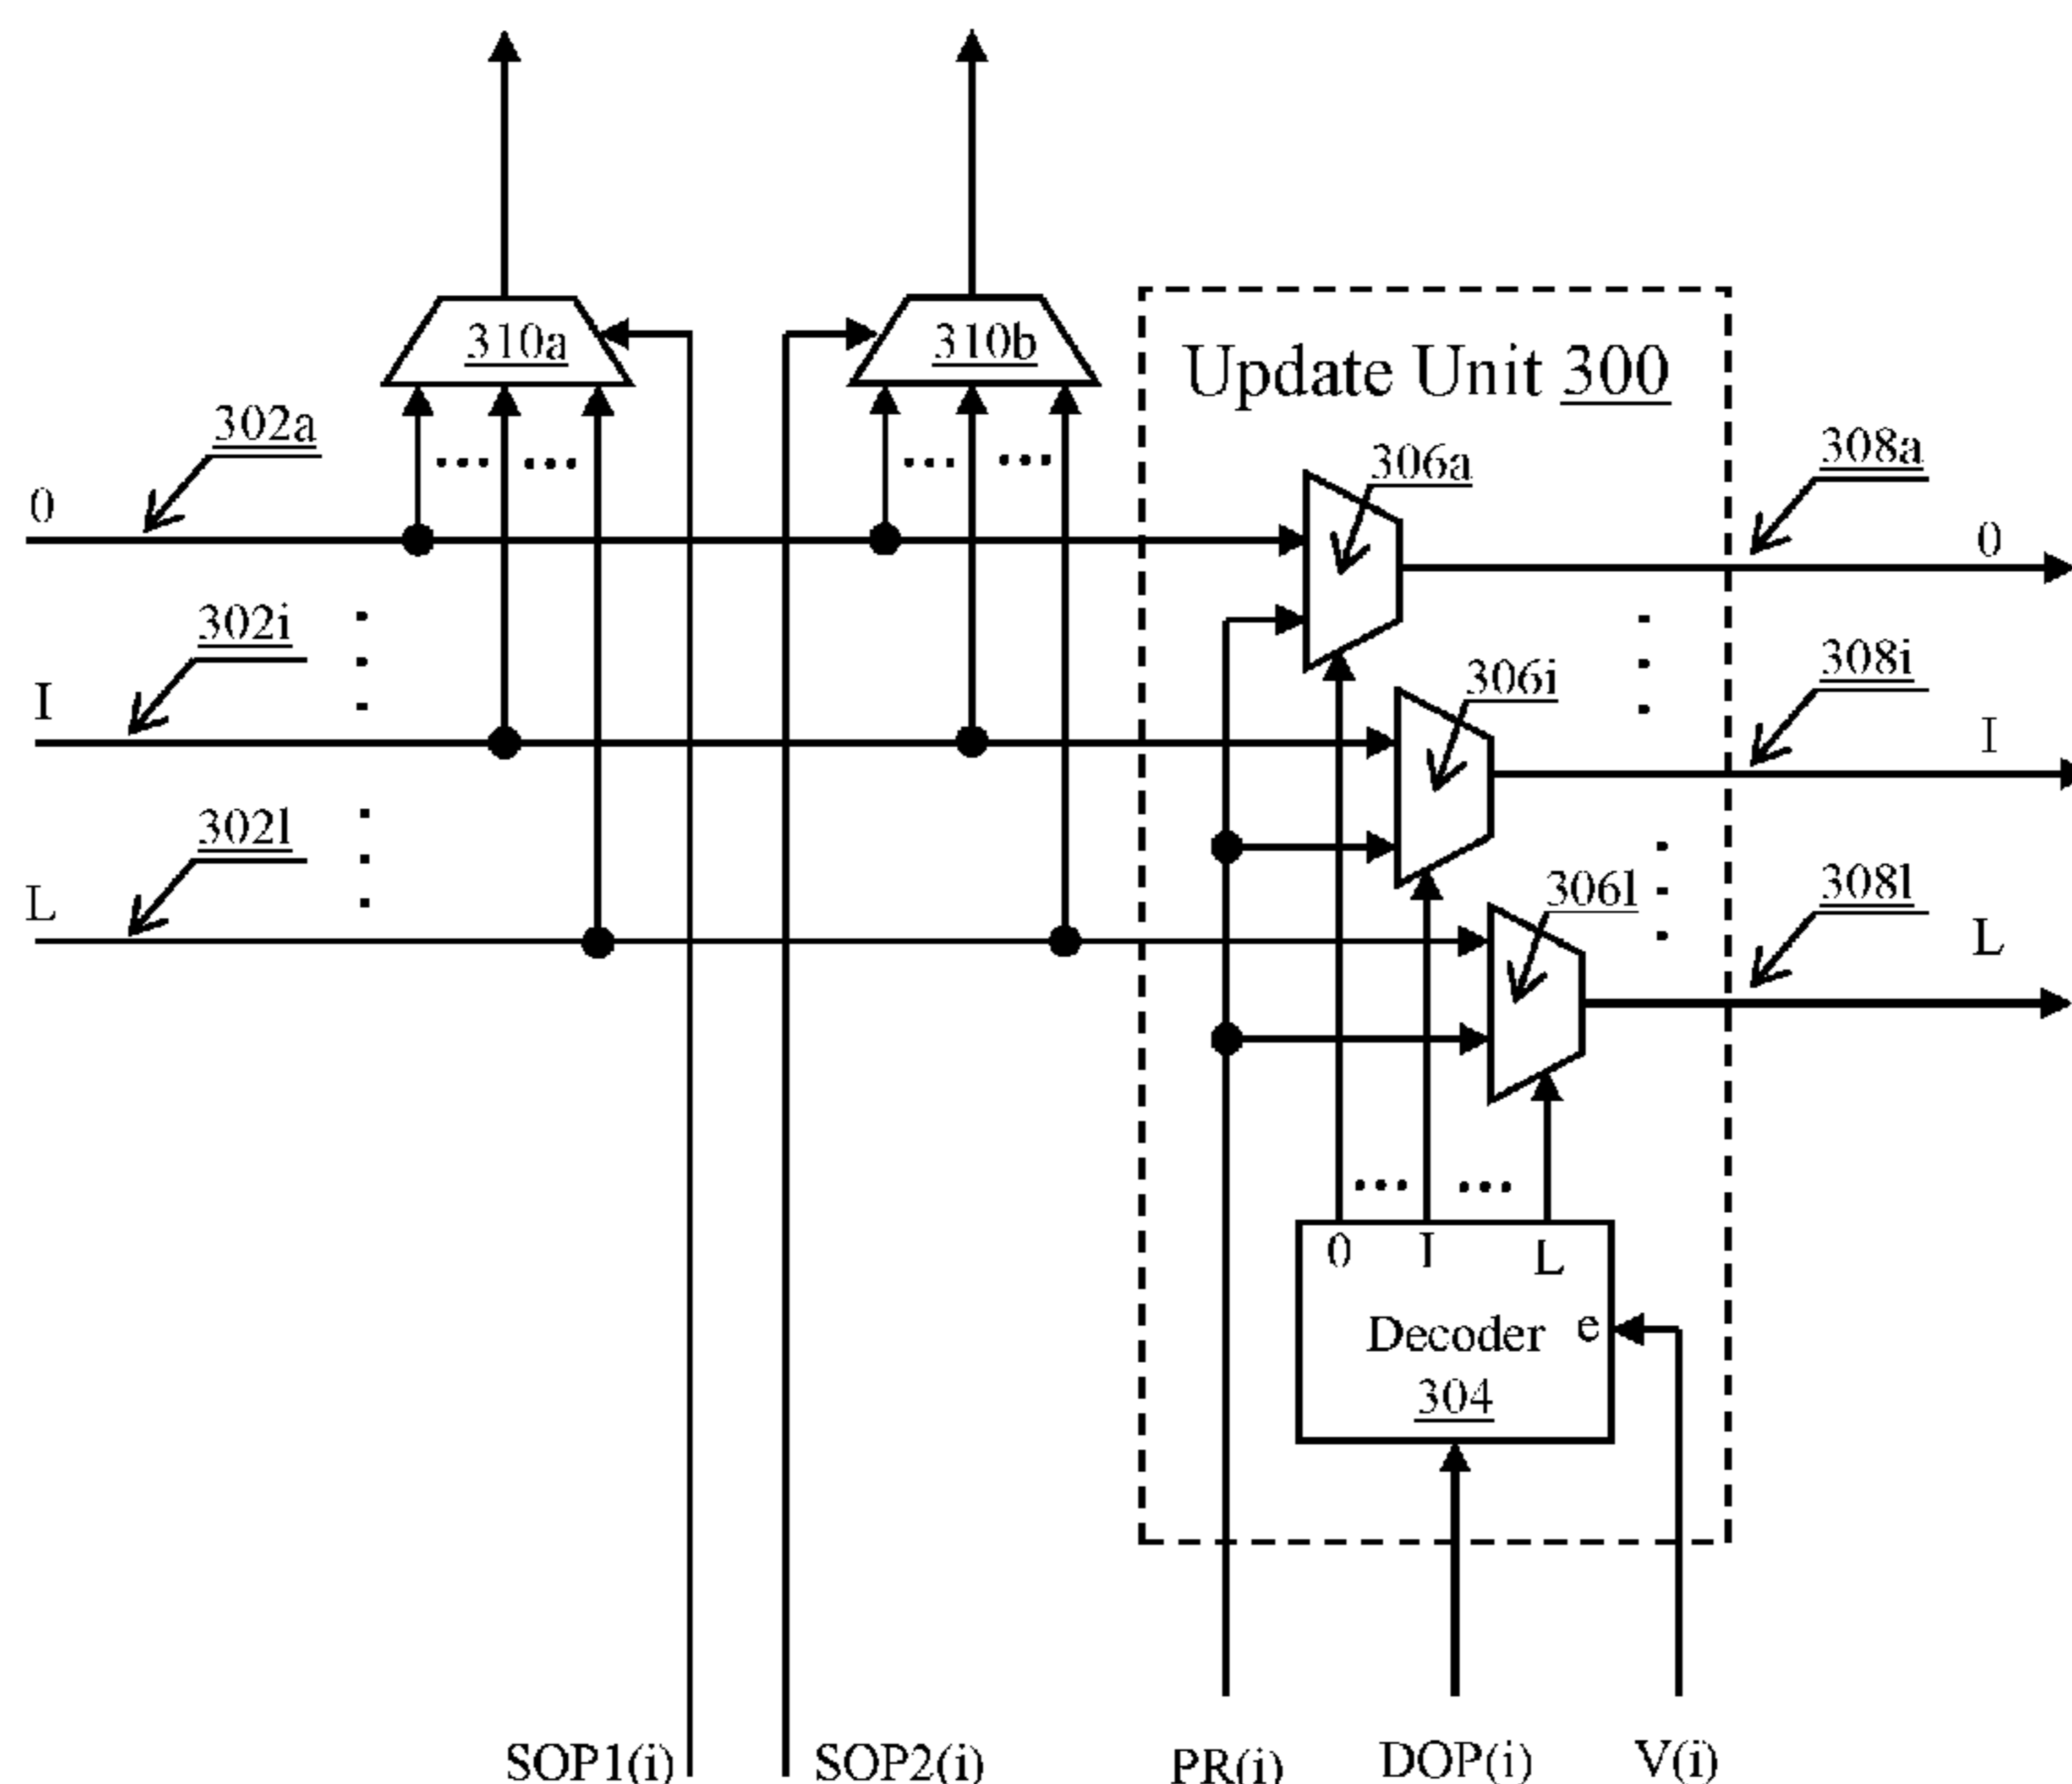 310a
310b
Update Unit 300
302a
306a
308a
0
0
302i
306i
308i
I
I
302l
306l
308l
L
L
0 I L
Decoder e
304
SOP1(i) SOP2(i) PR(i) DOP(i) V(i)